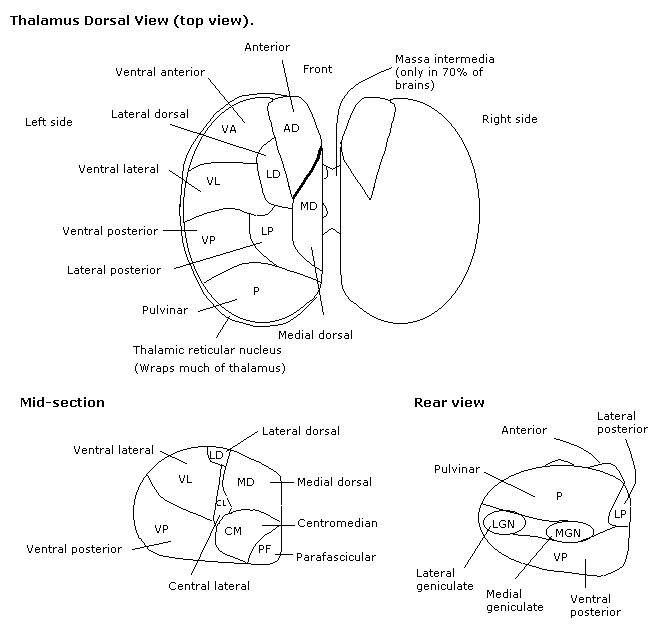 Thalamus Dorsal View (top view).
Anterior
Front
Massa intermedia
(only in 70% of
brains)
Ventral anterior
Left side
Right side
Lateral dorsal
VA
AD
Ventral lateral
VL
LD
MD
Ventral posterior
VP
LP
Lateral posterior
P
Pulvinar
Medial dorsal
Thalamic reticular nucleus
(Wraps much of thalamus)
Mid-section
Lateral dorsal
Ventral lateral
LD
VL
MD
Medial dorsal
CL
Centromedian
VP
CM
Ventral posterior
PF
Parafascicular
Central lateral
Rear view
Lateral
posterior
Anterior
Pulvinar
P
LP
LGN
MGN
VP
Lateral
geniculate
Medial
geniculate
Ventral
posterior